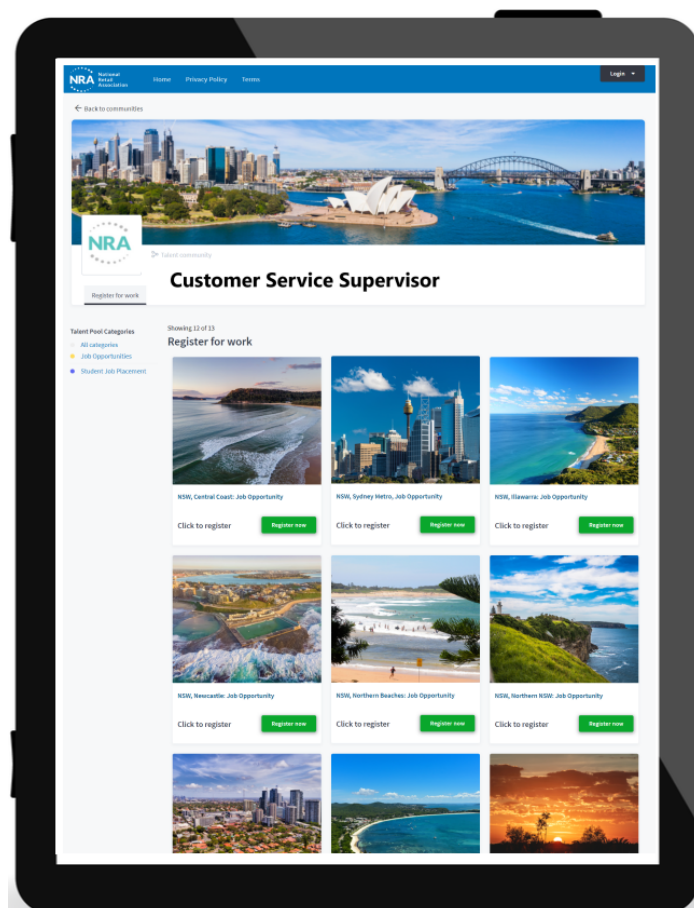 NRA National Retail Association Home Privacy Policy Terms Login
← Back to communities
NRA
Talent community
Customer Service Supervisor
Register for work
Talent Pool Categories
All categories
Job Opportunities
Student Job Placement
Showing 12 of 13
Register for work
NSW, Central Coast: Job Opportunity
Click to register Register now
NSW, Sydney Metro, Job Opportunity
Click to register Register now
NSW, Illawarra: Job Opportunity
Click to register Register now
NSW, Newcastle: Job Opportunity
Click to register Register now
NSW, Northern Beaches: Job Opportunity
Click to register Register now
NSW, Northern NSW: Job Opportunity
Click to register Register now